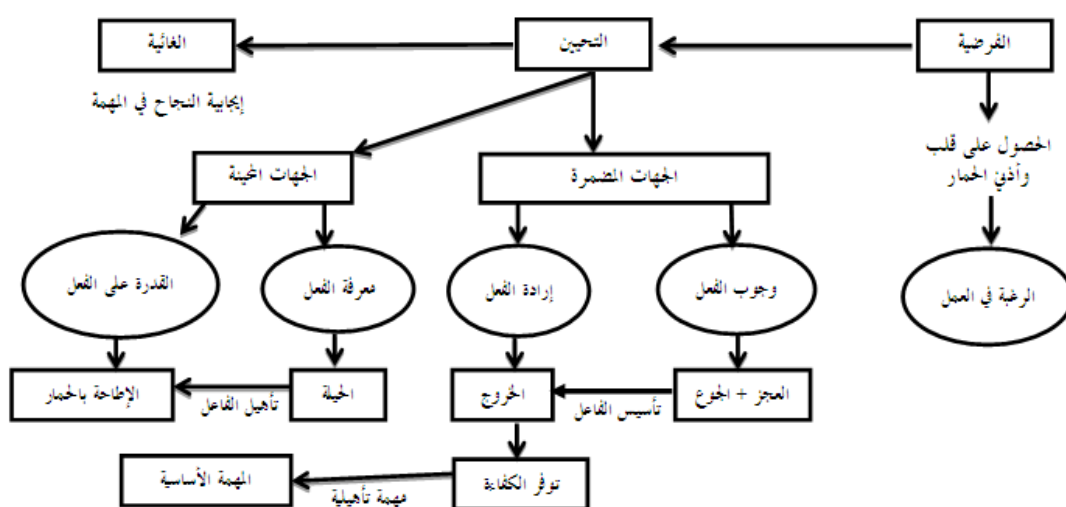 الفرضية
التحيين
الغائية
إيجابية النجاح في المهمة
الحصول على قلب
وأذني الحمار
الجهات المضمرة
الجهات المحينة
الرغبة في العمل
وجوب الفعل
إرادة الفعل
معرفة الفعل
القدرة على الفعل
العجز + الجوع
تأسيس الفاعل
الخروج
الحيلة
تأهيل الفاعل
الإطاحة بالحمار
توفر الكفاءة
مهمة تأهيلية
المهمة الأساسية